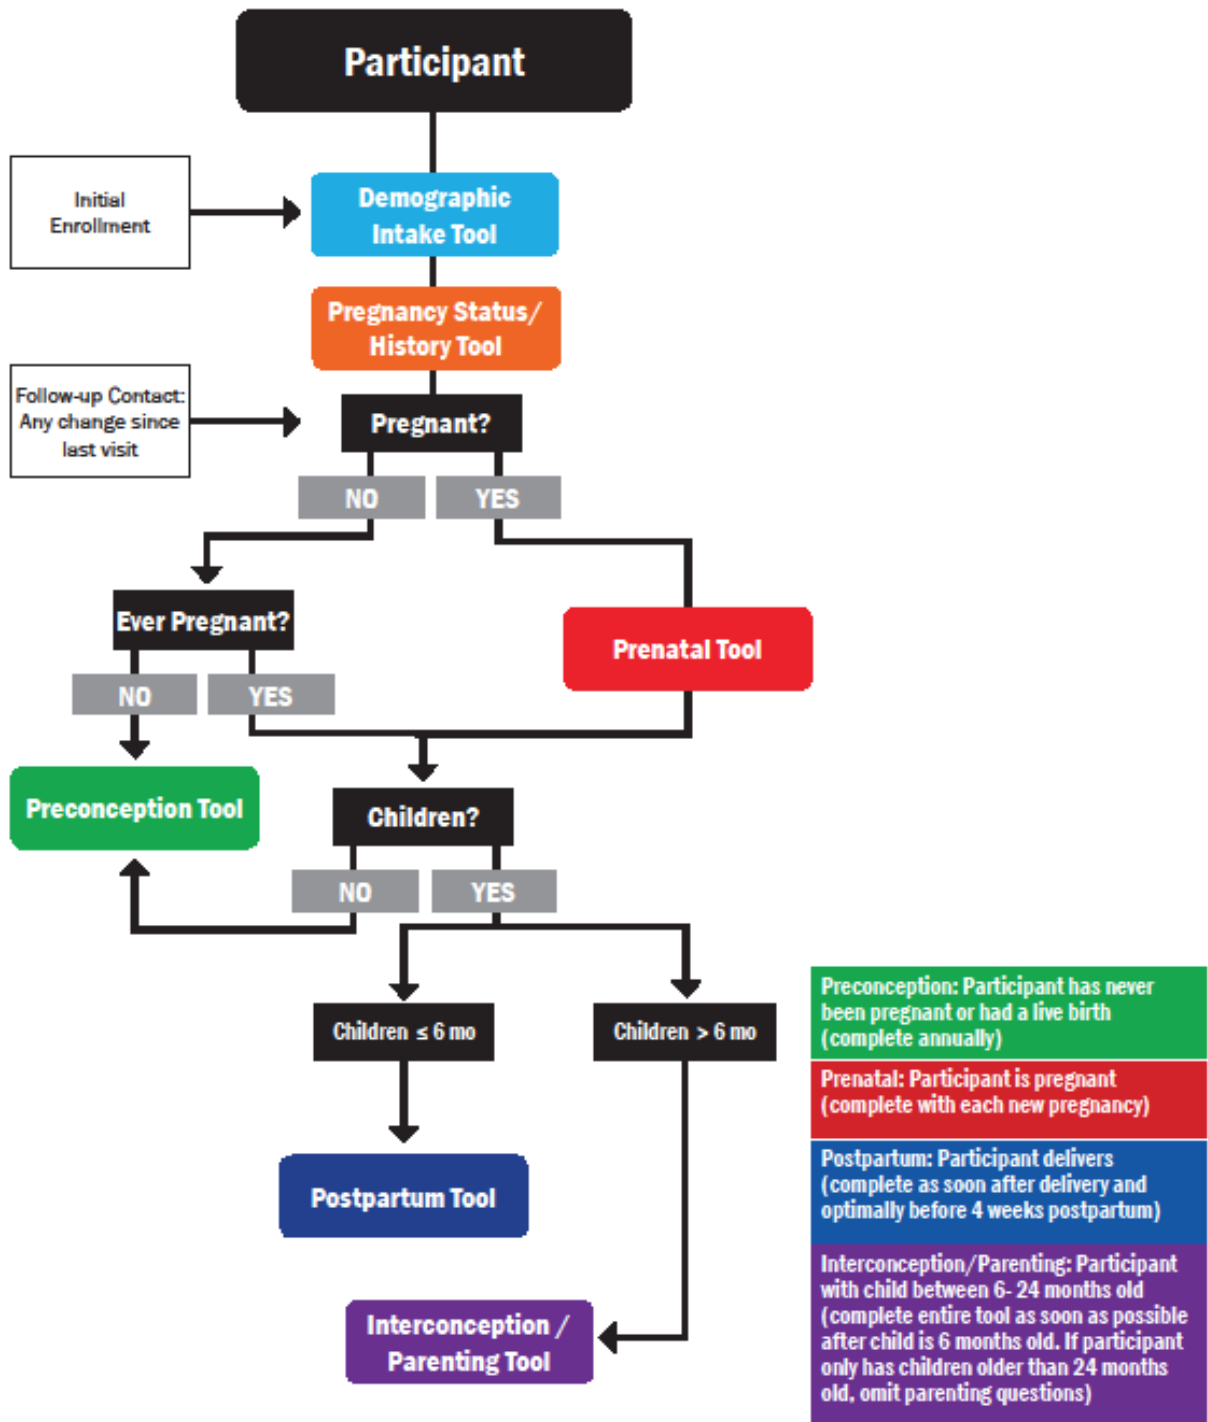 Participant
Initial
Enrollment
Demographic
Intake Tool
Pregnancy Status/
History Tool
Follow-up Contact:
Any change since
last visit
Pregnant?
NO
YES
Ever Pregnant?
NO
YES
Prenatal Tool
Preconception Tool
Children?
NO
YES
Children ≤ 6 mo
Children > 6 mo
Postpartum Tool
Interconception /
Parenting Tool
Preconception: Participant has never
been pregnant or had a live birth
(complete annually)
Prenatal: Participant is pregnant
(complete with each new pregnancy)
Postpartum: Participant delivers
(complete as soon after delivery and
optimally before 4 weeks postpartum)
Interconception/Parenting: Participant
with child between 6- 24 months old
(complete entire tool as soon as possible
after child is 6 months old. If participant
only has children older than 24 months
old, omit parenting questions)